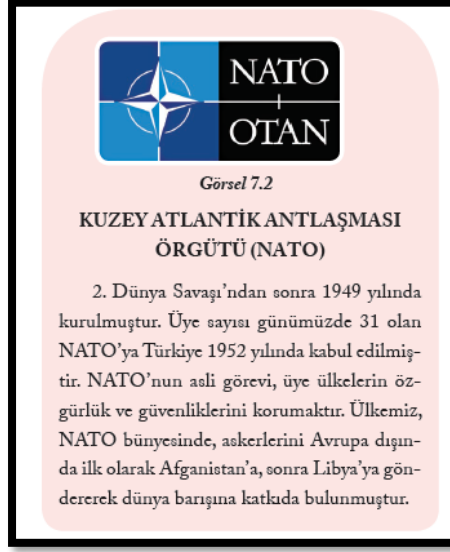 NATO
OTAN
Görsel 7.2
KUZEY ATLANTİK ANTLAŞMASI
ÖRGÜTÜ (NATO)
2. Dünya Savaşı’ndan sonra 1949 yılında
kurulmuştur. Üye sayısı günümüzde 31 olan
NATO’ya Türkiye 1952 yılında kabul edilmiş-
tir. NATO’nun asli görevi, üye ülkelerin öz-
gürlük ve güvenliklerini korumaktır. Ülkemiz,
NATO bünyesinde, askerlerini Avrupa dışın-
da ilk olarak Afganistan’a, sonra Libya’ya gön-
dererek dünya barışına katkıda bulunmuştur.